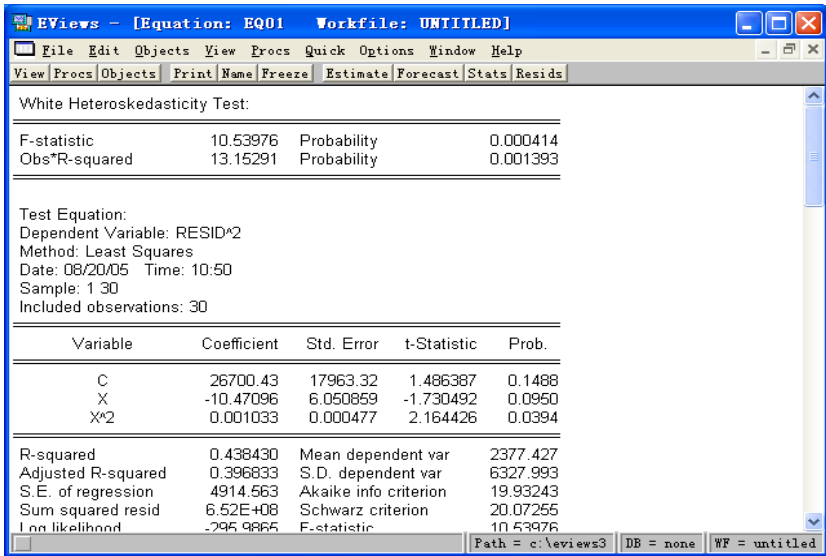 EViews - [Equation: EQ01 Workfile: UNTITLED]
File Edit Objects View Procs Quick Options Window Help
View Procs Objects Print Name Freeze Estimate Forecast Stats Resids
White Heteroskedasticity Test:
F-statistic 10.53976 Probability 0.000414
Obs*R-squared 13.15291 Probability 0.001393
Test Equation:
Dependent Variable: RESID^2
Method: Least Squares
Date: 08/20/05 Time: 10:50
Sample: 1 30
Included observations: 30
Variable Coefficient Std. Error t-Statistic Prob.
C 26700.43 17963.32 1.486387 0.1488
X -10.47096 6.050859 -1.730492 0.0950
X^2 0.001033 0.000477 2.164426 0.0394
R-squared 0.438430 Mean dependent var 2377.427
Adjusted R-squared 0.396833 S.D. dependent var 6327.993
S.E. of regression 4914.563 Akaike info criterion 19.93243
Sum squared resid 6.52E+08 Schwarz criterion 20.07255
Log likelihood -295.9865 F-statistic 10.53976
Path = c:\eviews3 DB = none WF = untitled